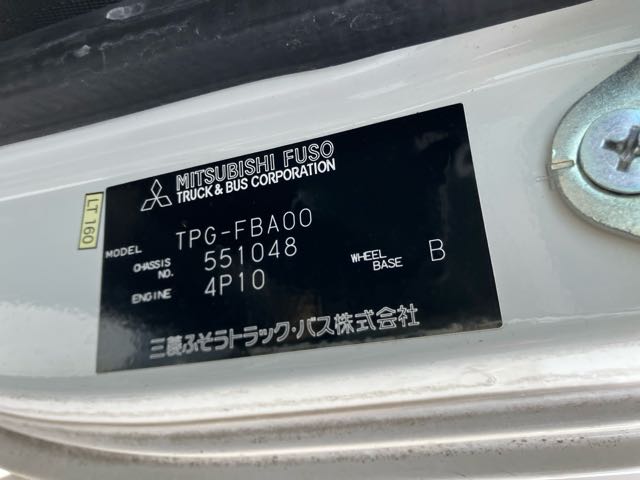 MITSUBISHI FUSO
TRUCK & BUS CORPORATION
LT 160
MODEL TPG-FBA00
CHASSIS NO. 551048
WHEEL BASE B
ENGINE 4P10
三菱ふそうトラック・バス株式会社